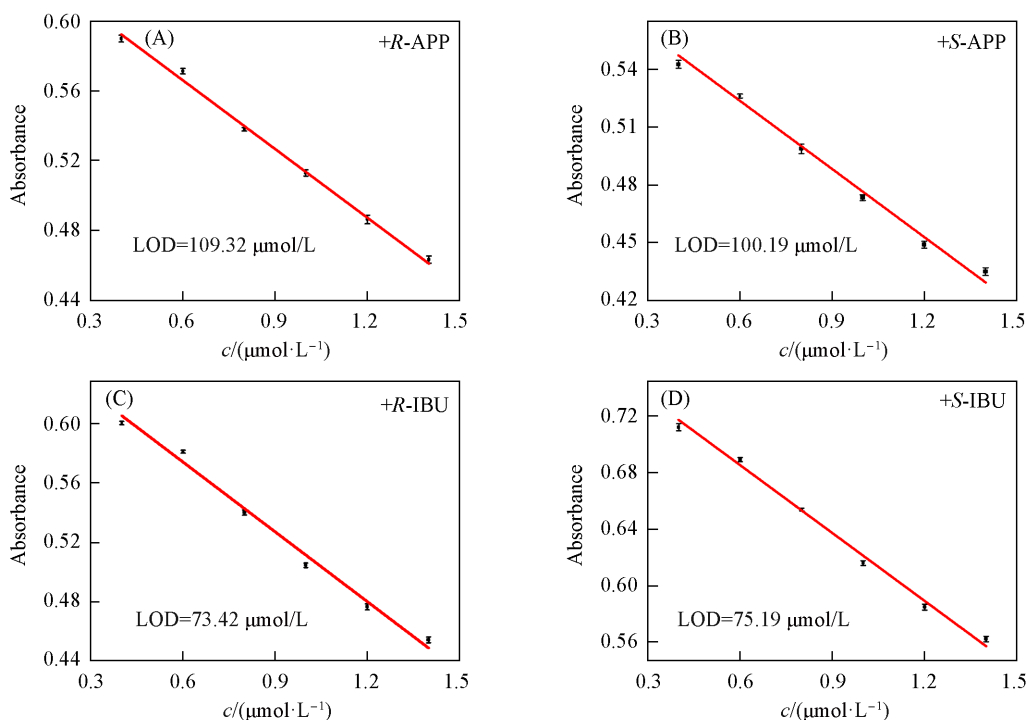 (A)
+R-APP
0.60
0.56
0.52
0.48
0.44
Absorbance
LOD=109.32 μmol/L
0.3 0.6 0.9 1.2 1.5
c/(μmol·L⁻¹)
(B)
+S-APP
0.54
0.51
0.48
0.45
0.42
Absorbance
LOD=100.19 μmol/L
0.3 0.6 0.9 1.2 1.5
c/(μmol·L⁻¹)
(C)
+R-IBU
0.60
0.56
0.52
0.48
0.44
Absorbance
LOD=73.42 μmol/L
0.3 0.6 0.9 1.2 1.5
c/(μmol·L⁻¹)
(D)
+S-IBU
0.72
0.68
0.64
0.60
0.56
Absorbance
LOD=75.19 μmol/L
0.3 0.6 0.9 1.2 1.5
c/(μmol·L⁻¹)